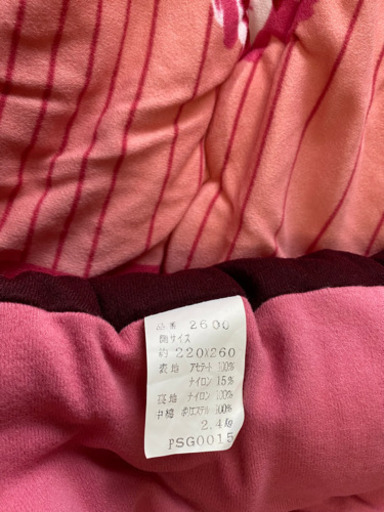 品番 2600
側サイズ
約 220X260
表地 アセテート 100%
ナイロン 15%
裏地 ナイロン 100%
中棉 ポリエステル 100%
2.4kg
PSG0015